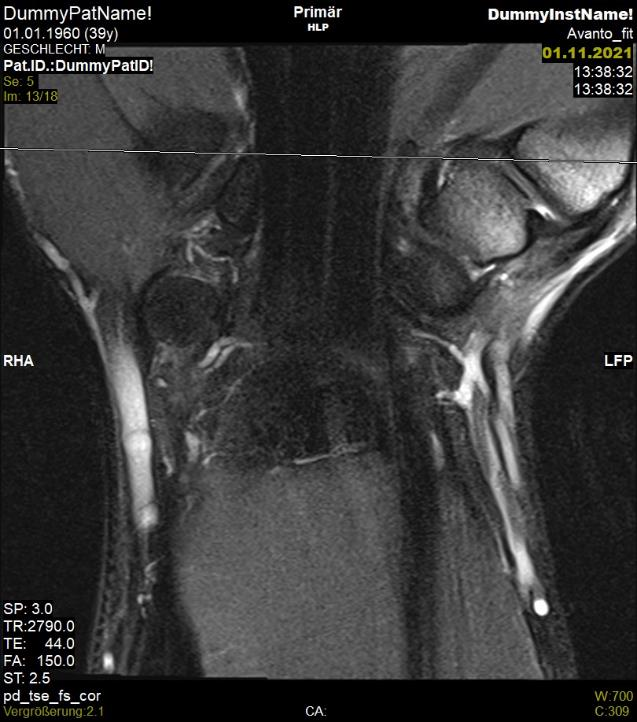 DummyPatName!
01.01.1960 (39y)
GESCHLECHT: M
Pat.ID.:DummyPatID!
Se: 5
Im: 13/18
Primär
HLP
DummyInstName!
Avanto_fit
01.11.2021
13:38:32
13:38:32
RHA
LFP
SP: 3.0
TR:2790.0
TE: 44.0
FA: 150.0
ST: 2.5
pd_tse_fs_cor
Vergrößerung:2.1
CA:
W:700
C:309